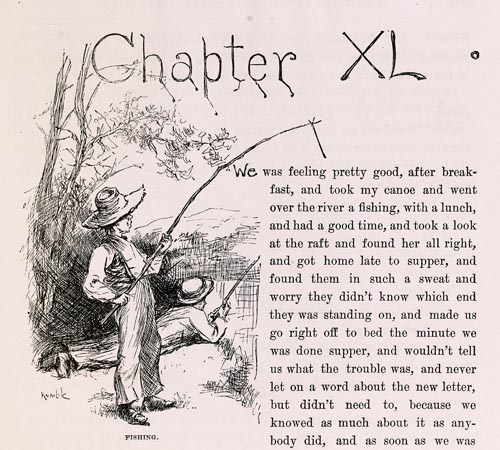 Chapter XL.
We was feeling pretty good, after break-
fast, and took my canoe and went
over the river a fishing, with a lunch,
and had a good time, and took a look
at the raft and found her all right,
and got home late to supper, and
found them in such a sweat and
worry they didn't know which end
they was standing on, and made us
go right off to bed the minute we
was done supper, and wouldn't tell
us what the trouble was, and never
let on a word about the new letter,
but didn't need to, because we
knowed as much about it as any-
body did, and as soon as we was
Kemble
FISHING.